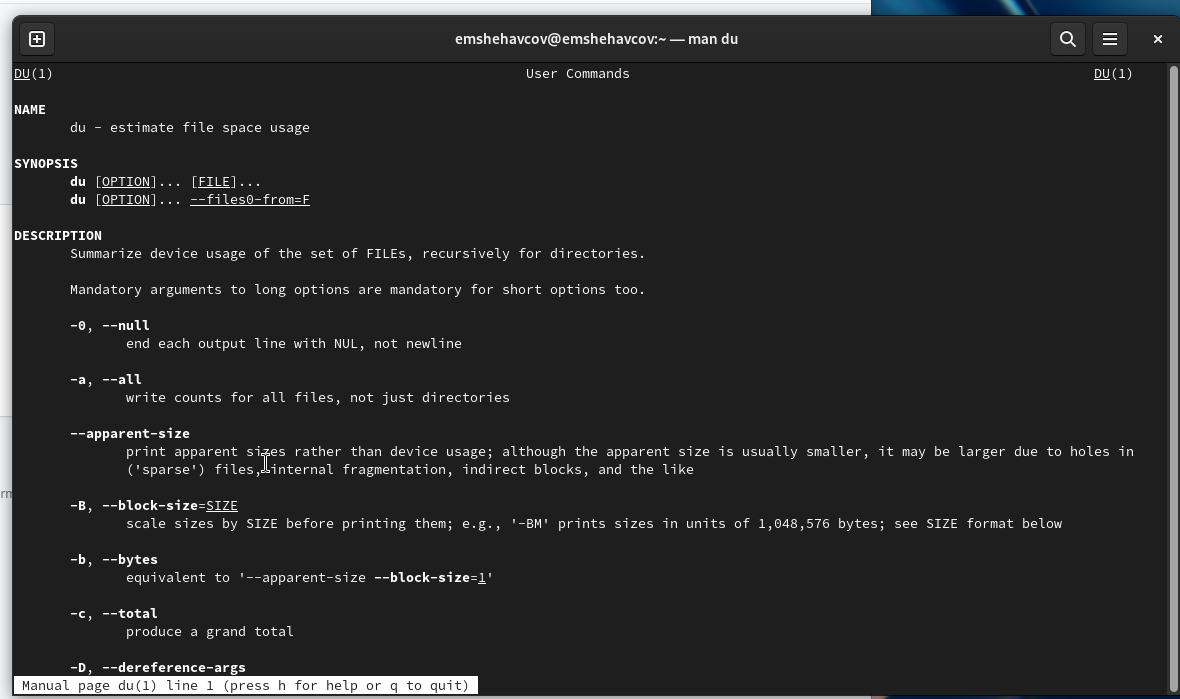 emshehavcov@emshehavcov:~ — man du
DU(1) User Commands DU(1)
NAME
du - estimate file space usage
SYNOPSIS
du [OPTION]... [FILE]...
du [OPTION]... --files0-from=F
DESCRIPTION
Summarize device usage of the set of FILEs, recursively for directories.
Mandatory arguments to long options are mandatory for short options too.
-0, --null
end each output line with NUL, not newline
-a, --all
write counts for all files, not just directories
--apparent-size
print apparent sizes rather than device usage; although the apparent size is usually smaller, it may be larger due to holes in
('sparse') files, internal fragmentation, indirect blocks, and the like
-B, --block-size=SIZE
scale sizes by SIZE before printing them; e.g., '-BM' prints sizes in units of 1,048,576 bytes; see SIZE format below
-b, --bytes
equivalent to '--apparent-size --block-size=1'
-c, --total
produce a grand total
-D, --dereference-args
Manual page du(1) line 1 (press h for help or q to quit)